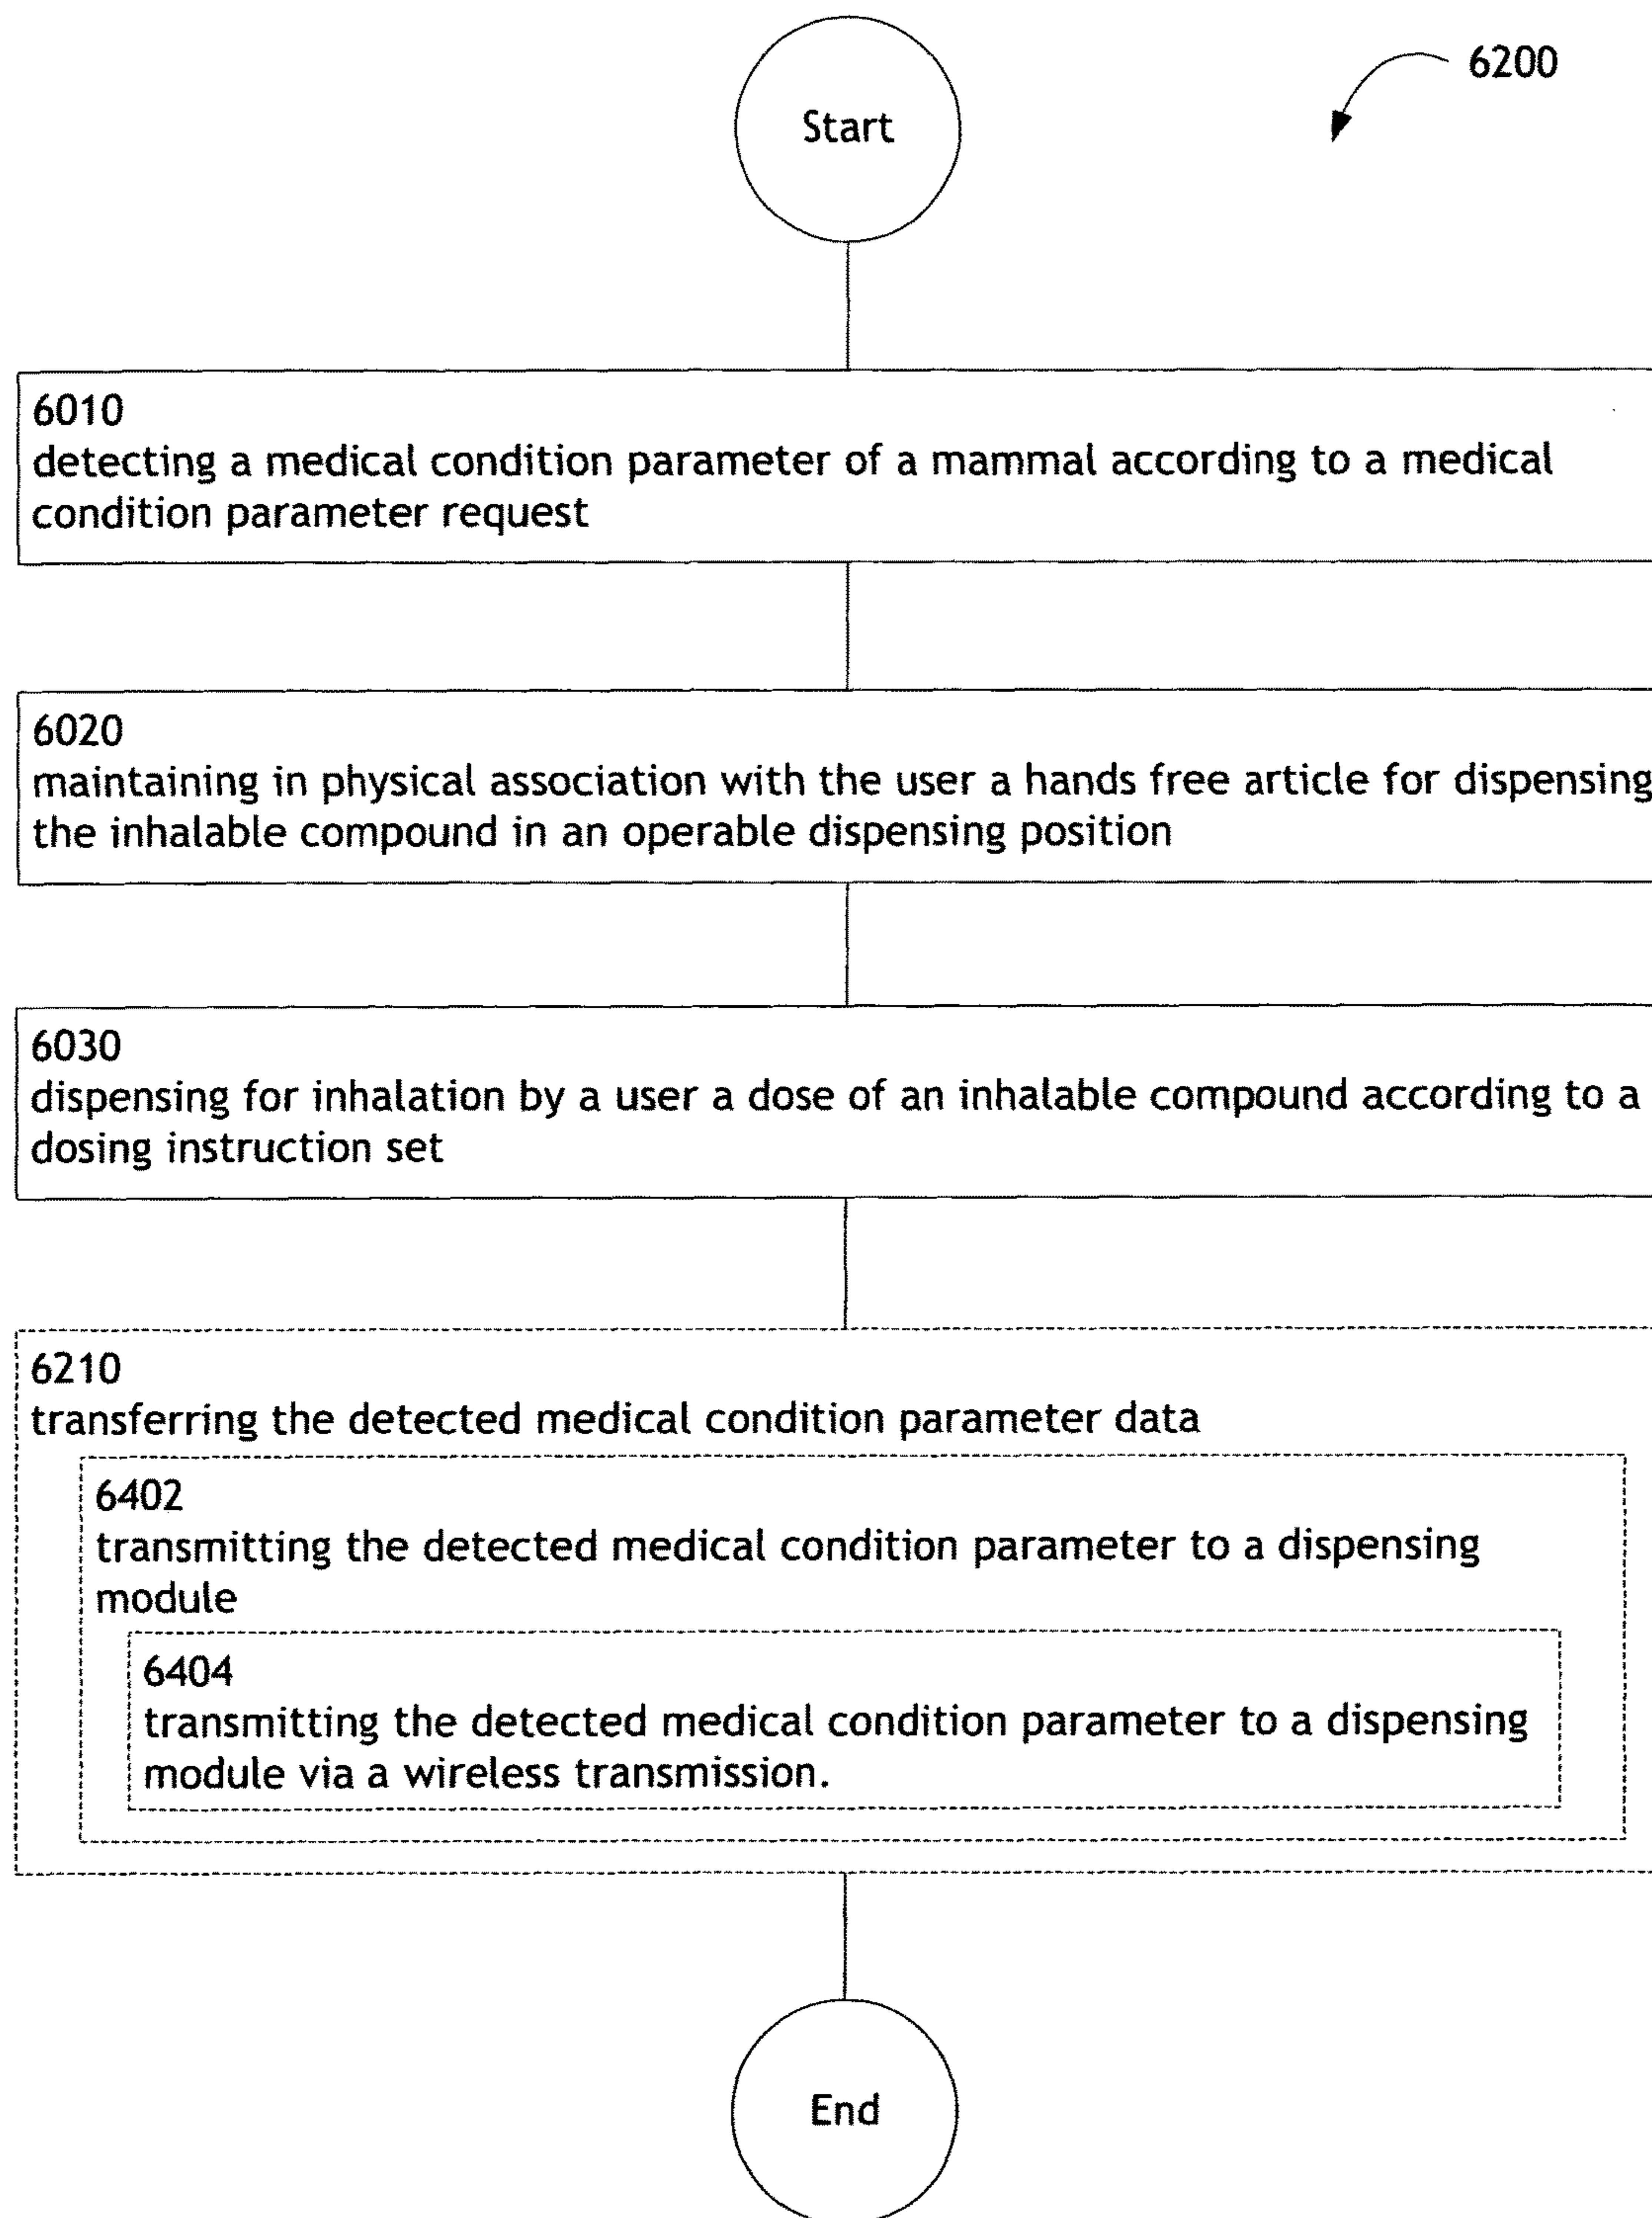 Start
6200
6010
detecting a medical condition parameter of a mammal according to a medical
condition parameter request
6020
maintaining in physical association with the user a hands free article for dispensing
the inhalable compound in an operable dispensing position
6030
dispensing for inhalation by a user a dose of an inhalable compound according to a
dosing instruction set
6210
transferring the detected medical condition parameter data
6402
transmitting the detected medical condition parameter to a dispensing
module
6404
transmitting the detected medical condition parameter to a dispensing
module via a wireless transmission.
End